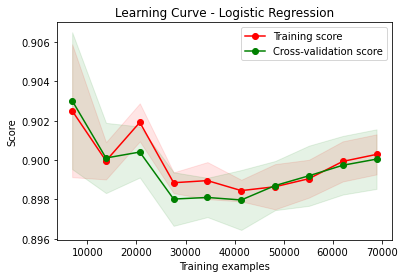 Learning Curve - Logistic Regression
Training score
Cross-validation score
Score
0.906
0.904
0.902
0.900
0.898
0.896
10000 20000 30000 40000 50000 60000 70000
Training examples